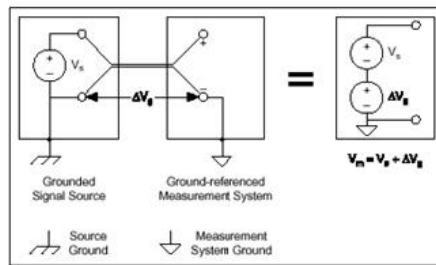 +
−
Vs
ΔVg
+
−
=
+
−
Vs
+
−
ΔVg
Vm = Vs + ΔVg
Grounded
Signal Source
Ground-referenced
Measurement System
Source
Ground
Measurement
System Ground